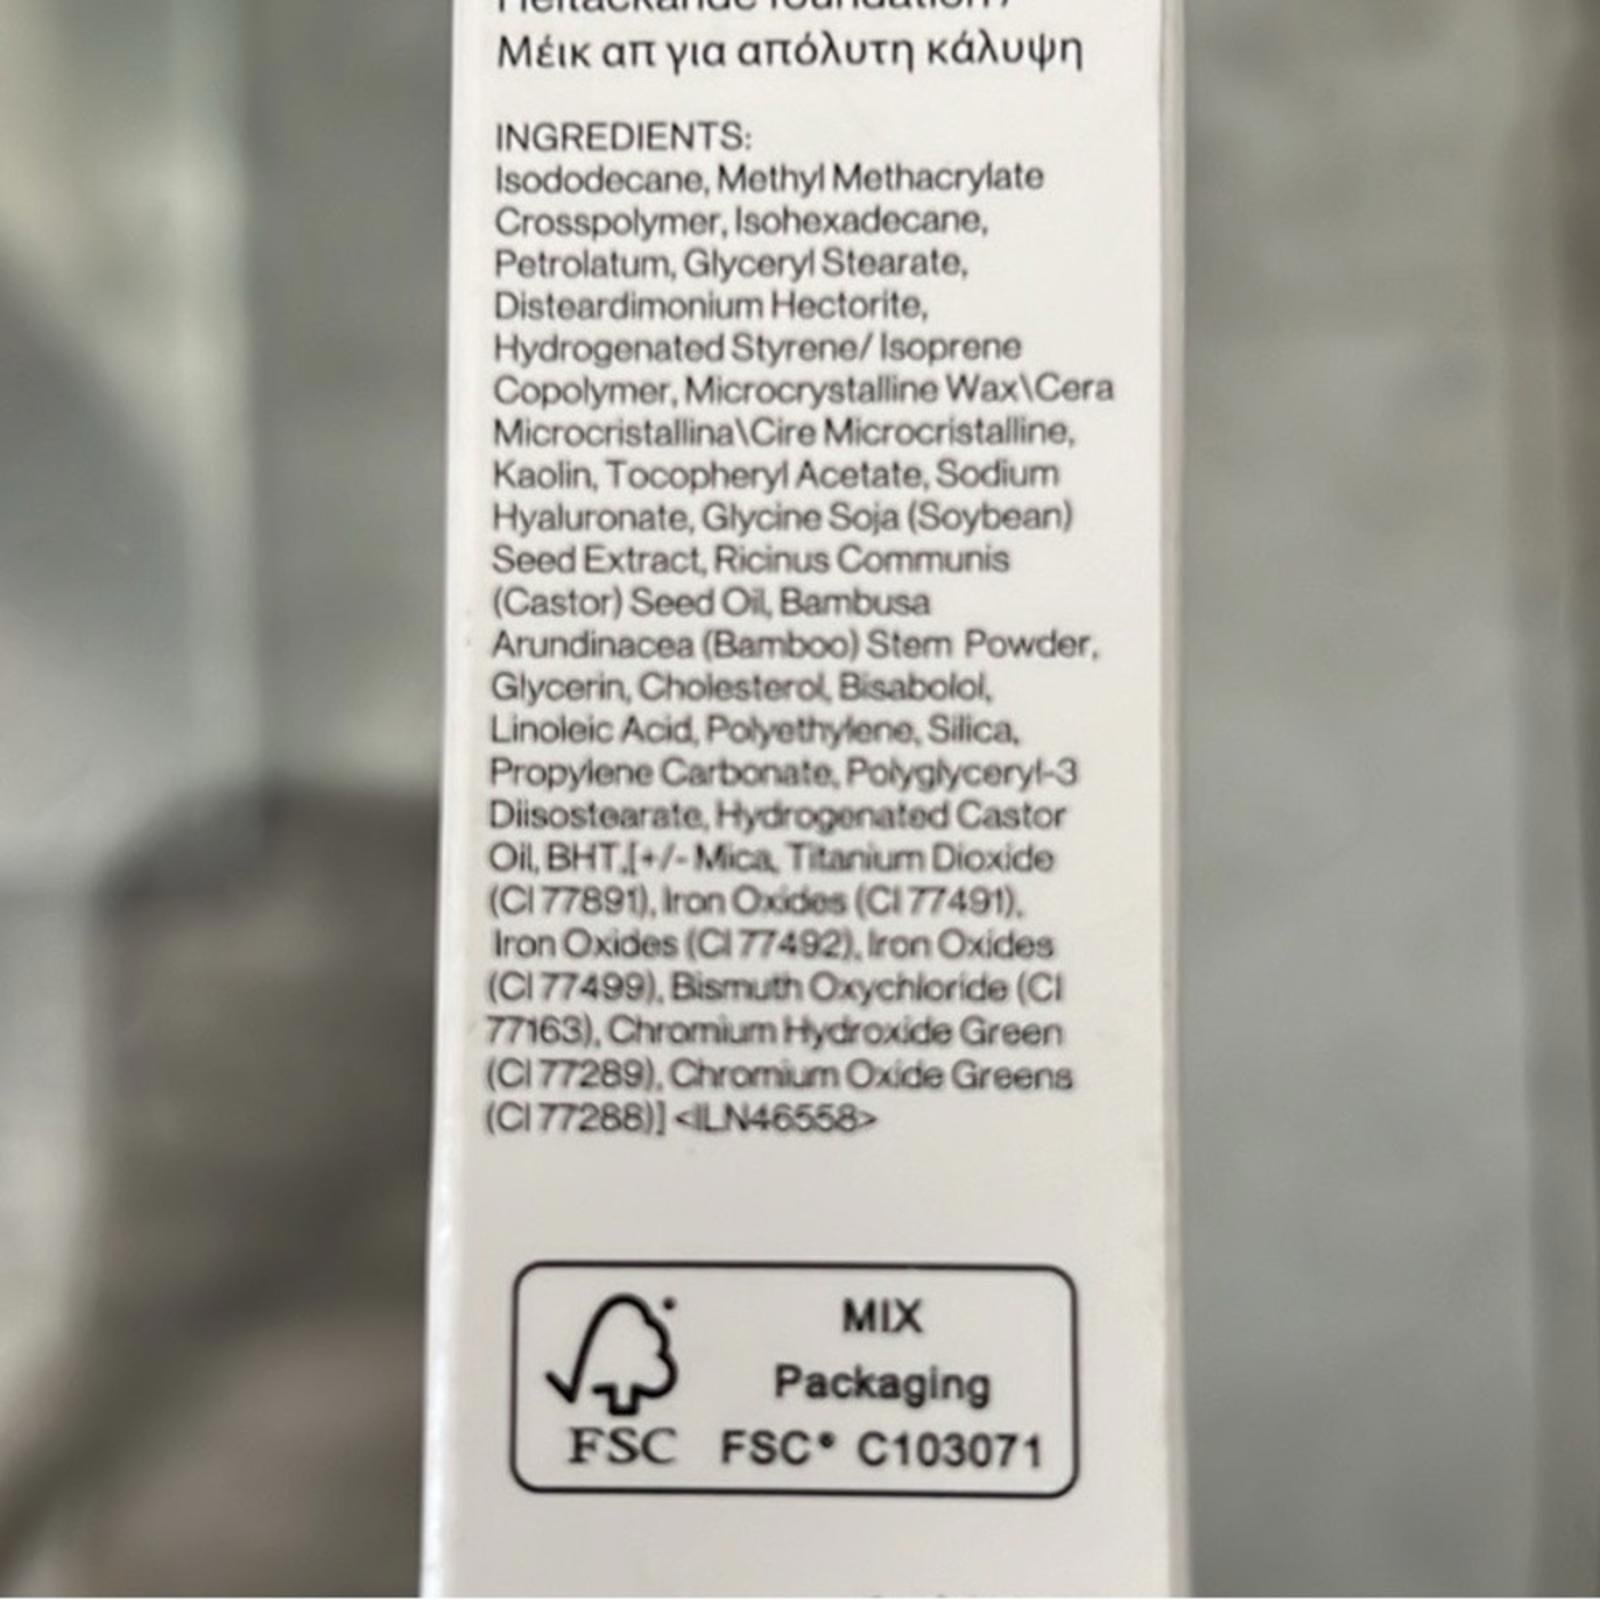 Heltäckande foundation /
Μέικ απ για απόλυτη κάλυψη
INGREDIENTS:
Isododecane, Methyl Methacrylate
Crosspolymer, Isohexadecane,
Petrolatum, Glyceryl Stearate,
Disteardimonium Hectorite,
Hydrogenated Styrene/ Isoprene
Copolymer, Microcrystalline Wax\Cera
Microcristallina\Cire Microcristalline,
Kaolin, Tocopheryl Acetate, Sodium
Hyaluronate, Glycine Soja (Soybean)
Seed Extract, Ricinus Communis
(Castor) Seed Oil, Bambusa
Arundinacea (Bamboo) Stem Powder,
Glycerin, Cholesterol, Bisabolol,
Linoleic Acid, Polyethylene, Silica,
Propylene Carbonate, Polyglyceryl-3
Diisostearate, Hydrogenated Castor
Oil, BHT,[+/- Mica, Titanium Dioxide
(CI 77891), Iron Oxides (CI 77491),
Iron Oxides (CI 77492), Iron Oxides
(CI 77499), Bismuth Oxychloride (CI
77163), Chromium Hydroxide Green
(CI 77289), Chromium Oxide Greens
(CI 77288)] <ILN46558>
MIX
Packaging
FSC FSC® C103071